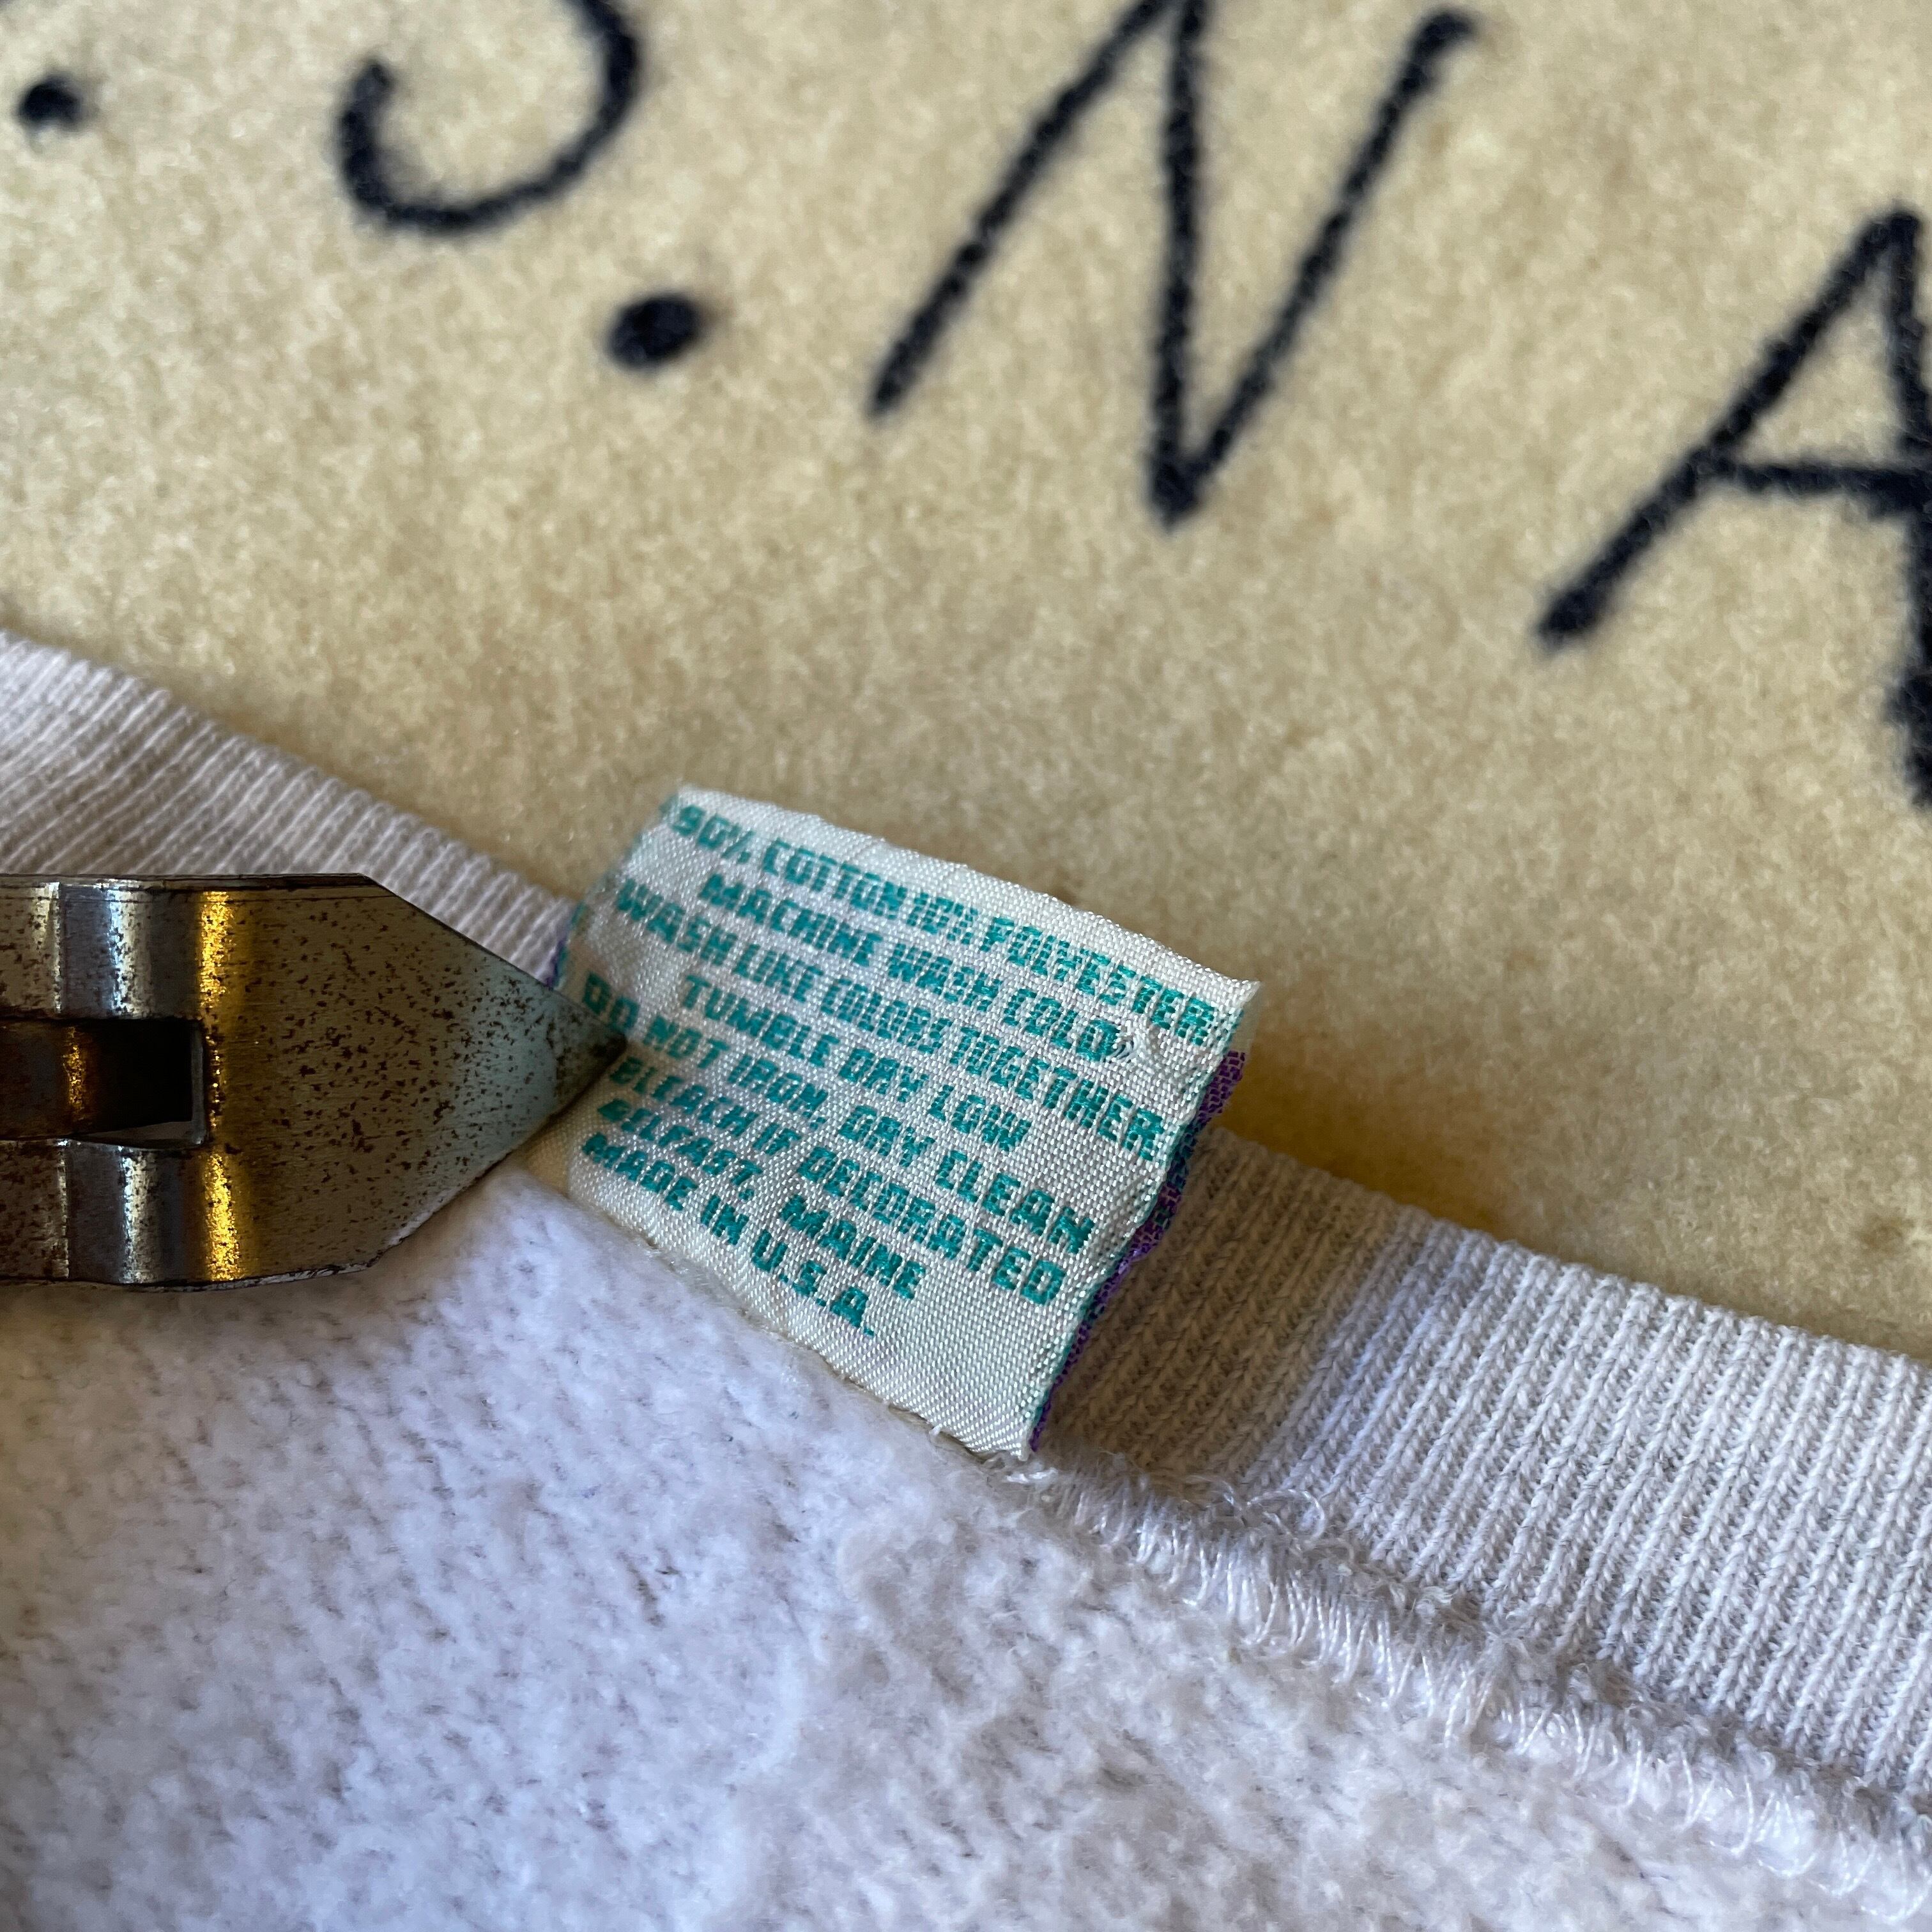 . S. N A
90% COTTON 10% POLYESTER
MACHINE WASH COLD
WASH LIKE COLORS TOGETHER
TUMBLE DRY LOW
DO NOT IRON, DRY CLEAN
BLEACH IF DECORATED
BELFAST, MAINE
MADE IN U.S.A.